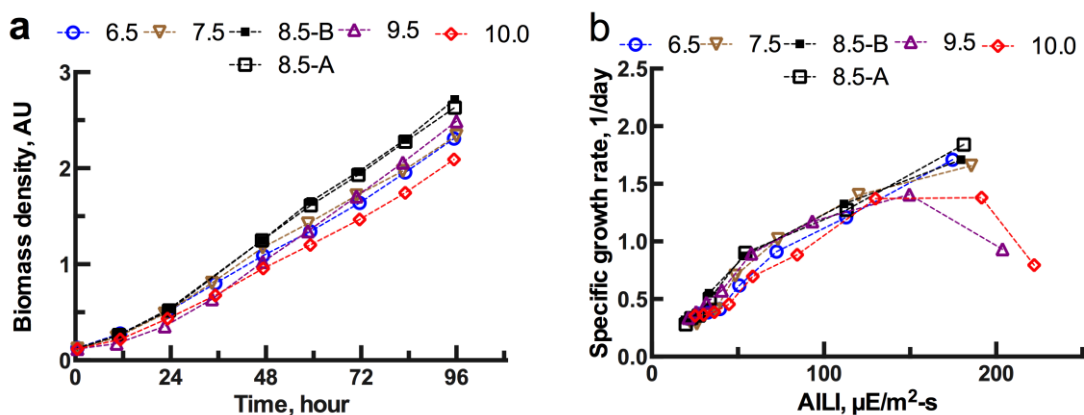 a
6.5 7.5 8.5-B 9.5 10.0
8.5-A
3
2
1
0
Biomass density, AU
0 24 48 72 96
Time, hour
b
6.5 7.5 8.5-B 9.5 10.0
8.5-A
2.5
2.0
1.5
1.0
0.5
0.0
Specific growth rate, 1/day
0 100 200
AILI, µE/m²-s